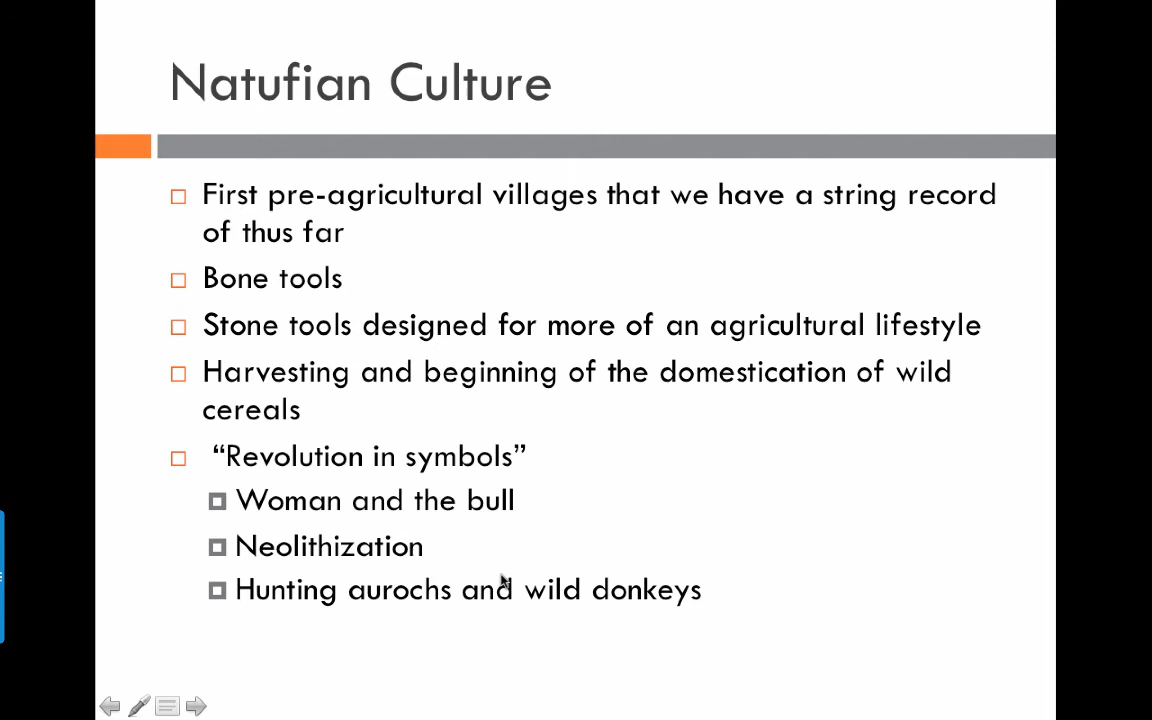 Natufian Culture
First pre-agricultural villages that we have a string record
of thus far
Bone tools
Stone tools designed for more of an agricultural lifestyle
Harvesting and beginning of the domestication of wild
cereals
“Revolution in symbols”
Woman and the bull
Neolithization
Hunting aurochs and wild donkeys